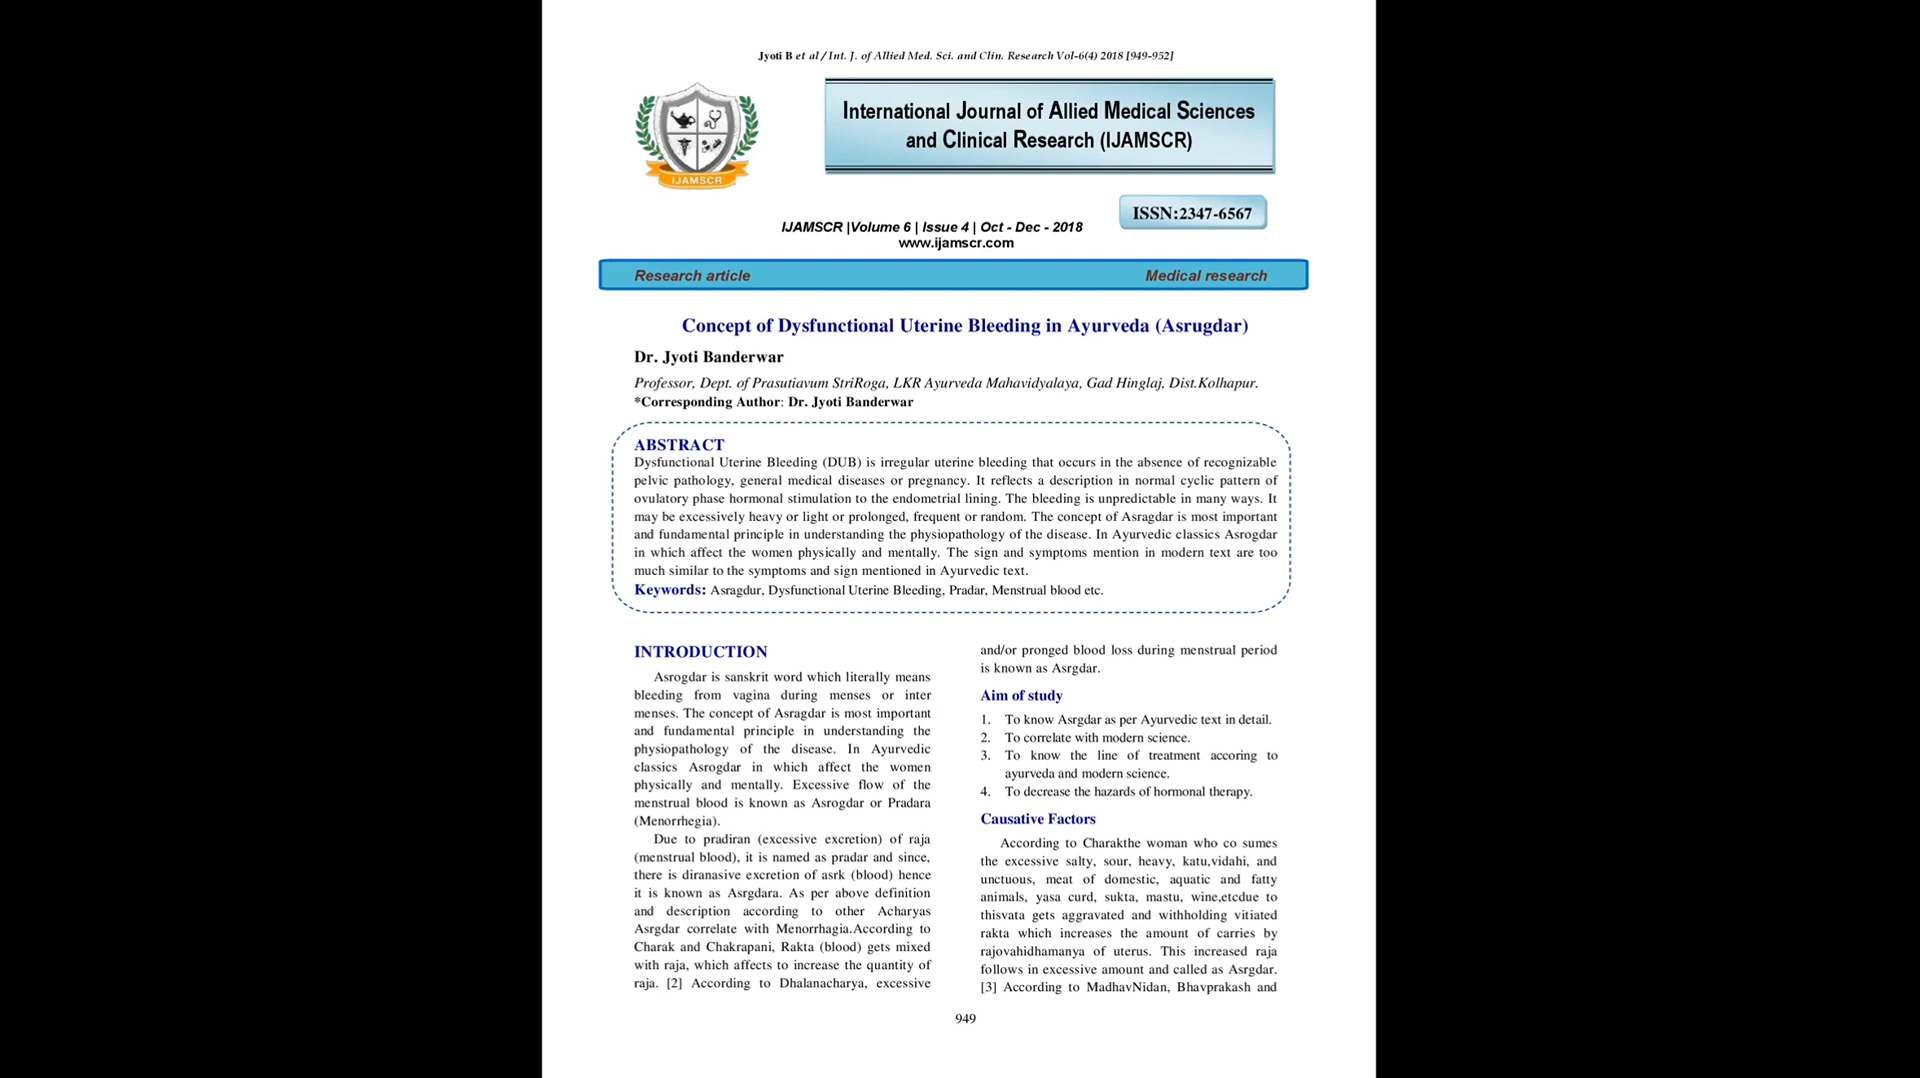 Jyoti B et al / Int. J. of Allied Med. Sci. and Clin. Research Vol-6(4) 2018 [949-952]
IJAMSCR
International Journal of Allied Medical Sciences
and Clinical Research (IJAMSCR)
ISSN:2347-6567
IJAMSCR |Volume 6 | Issue 4 | Oct - Dec - 2018
www.ijamscr.com
Research article Medical research
Concept of Dysfunctional Uterine Bleeding in Ayurveda (Asrugdar)
Dr. Jyoti Banderwar
Professor, Dept. of Prasutiavum StriRoga, LKR Ayurveda Mahavidyalaya, Gad Hinglaj, Dist.Kolhapur.
*Corresponding Author: Dr. Jyoti Banderwar
ABSTRACT
Dysfunctional Uterine Bleeding (DUB) is irregular uterine bleeding that occurs in the absence of recognizable
pelvic pathology, general medical diseases or pregnancy. It reflects a description in normal cyclic pattern of
ovulatory phase hormonal stimulation to the endometrial lining. The bleeding is unpredictable in many ways. It
may be excessively heavy or light or prolonged, frequent or random. The concept of Asragdar is most important
and fundamental principle in understanding the physiopathology of the disease. In Ayurvedic classics Asrogdar
in which affect the women physically and mentally. The sign and symptoms mention in modern text are too
much similar to the symptoms and sign mentioned in Ayurvedic text.
Keywords: Asragdur, Dysfunctional Uterine Bleeding, Pradar, Menstrual blood etc.
INTRODUCTION
Asrogdar is sanskrit word which literally means
bleeding from vagina during menses or inter
menses. The concept of Asragdar is most important
and fundamental principle in understanding the
physiopathology of the disease. In Ayurvedic
classics Asrogdar in which affect the women
physically and mentally. Excessive flow of the
menstrual blood is known as Asrogdar or Pradara
(Menorrhegia).
Due to pradiran (excessive excretion) of raja
(menstrual blood), it is named as pradar and since,
there is diranasive excretion of asrk (blood) hence
it is known as Asrgdara. As per above definition
and description according to other Acharyas
Asrgdar correlate with Menorrhagia.According to
Charak and Chakrapani, Rakta (blood) gets mixed
with raja, which affects to increase the quantity of
raja. [2] According to Dhalanacharya, excessive
and/or pronged blood loss during menstrual period
is known as Asrgdar.
Aim of study
1. To know Asrgdar as per Ayurvedic text in detail.
2. To correlate with modern science.
3. To know the line of treatment accoring to
ayurveda and modern science.
4. To decrease the hazards of hormonal therapy.
Causative Factors
According to Charakthe woman who co sumes
the excessive salty, sour, heavy, katu,vidahi, and
unctuous, meat of domestic, aquatic and fatty
animals, yasa curd, sukta, mastu, wine,etcdue to
thisvata gets aggravated and withholding vitiated
rakta which increases the amount of carries by
rajovahidhamanya of uterus. This increased raja
follows in excessive amount and called as Asrgdar.
[3] According to MadhavNidan, Bhavprakash and
949